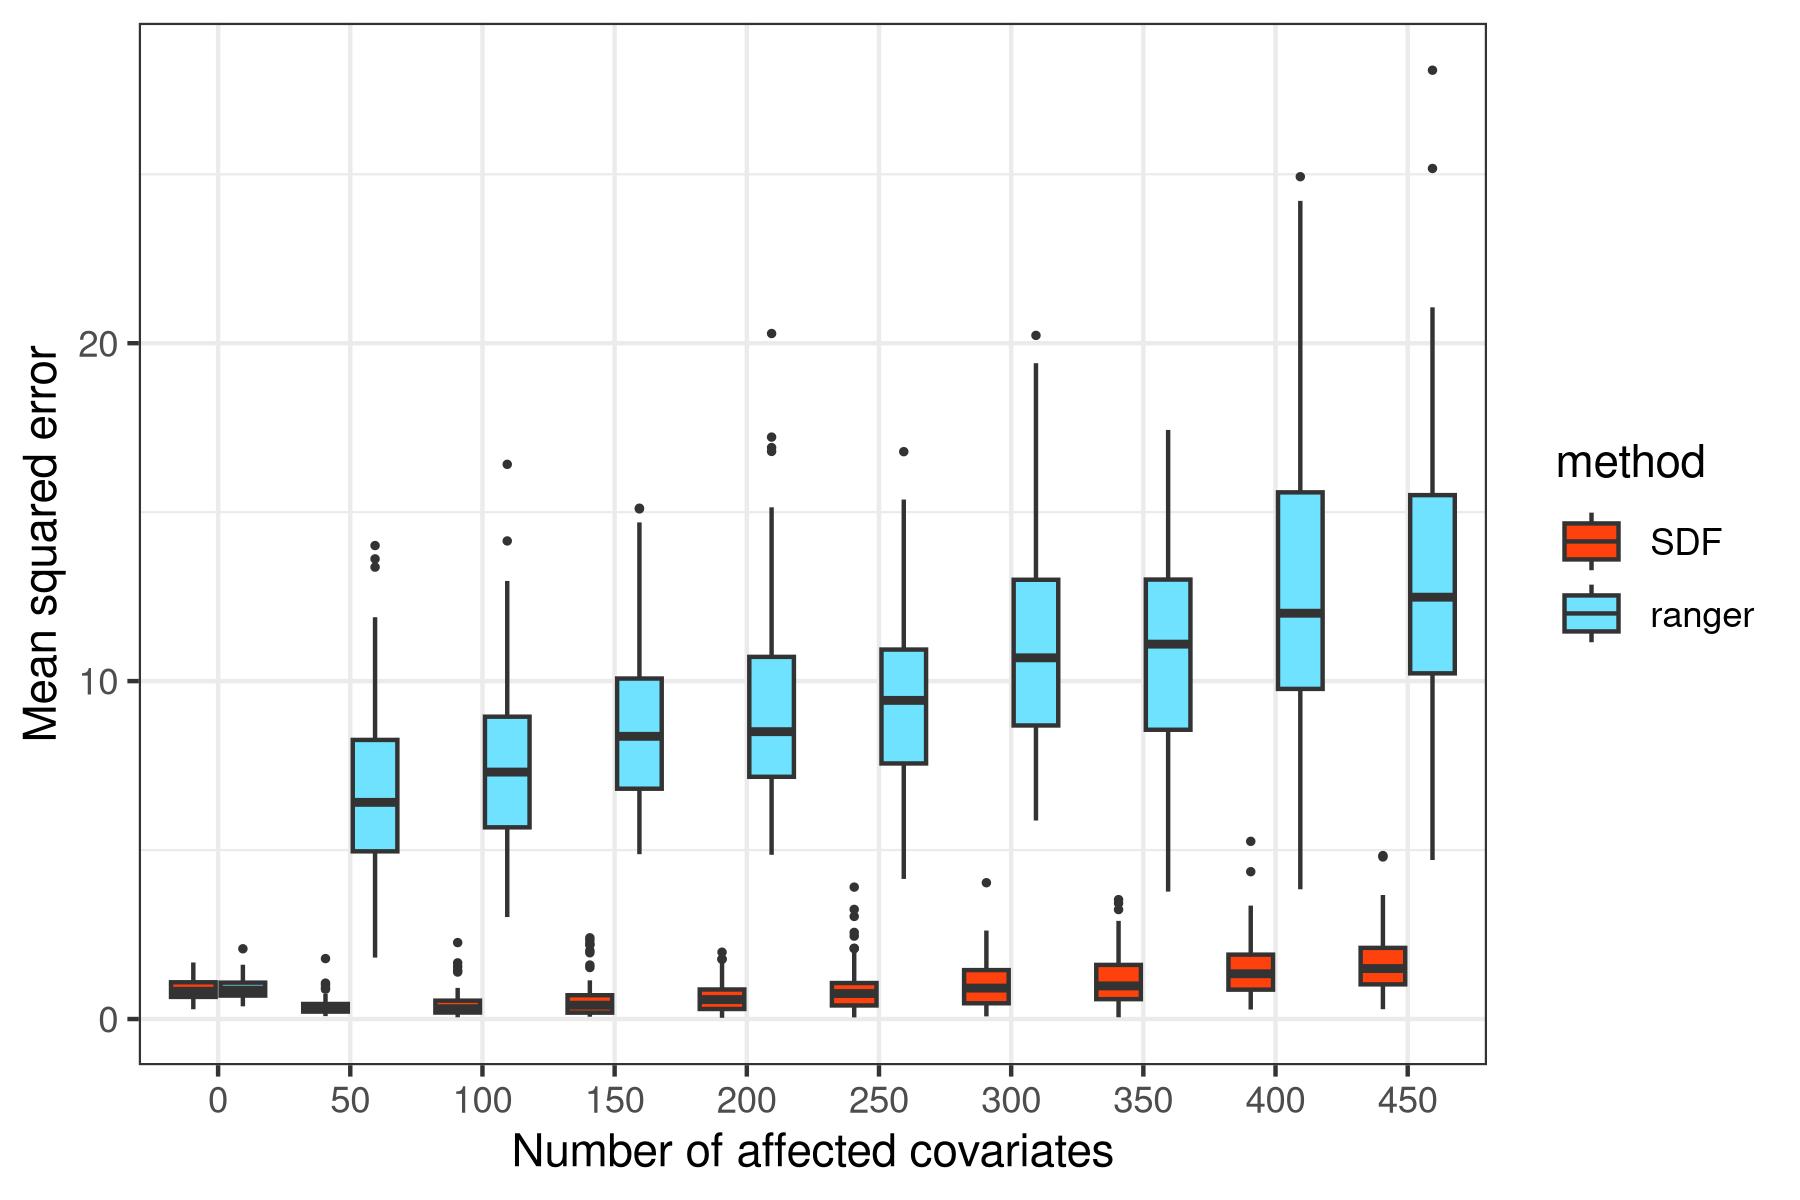 Mean squared error
20
10
0
0 50 100 150 200 250 300 350 400 450
Number of affected covariates
method
SDF
ranger